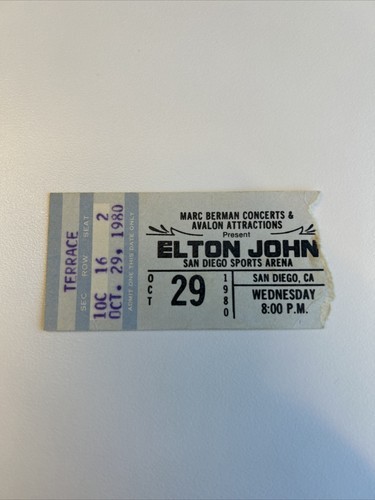 TERRACE
SEC ROW SEAT
10C 16 2
OCT. 29, 1980
ADMIT ONE THIS DATE ONLY
MARC BERMAN CONCERTS &
AVALON ATTRACTIONS
Present
ELTON JOHN
SAN DIEGO SPORTS ARENA
OCT 29 1980
SAN DIEGO, CA
WEDNESDAY
8:00 P.M.